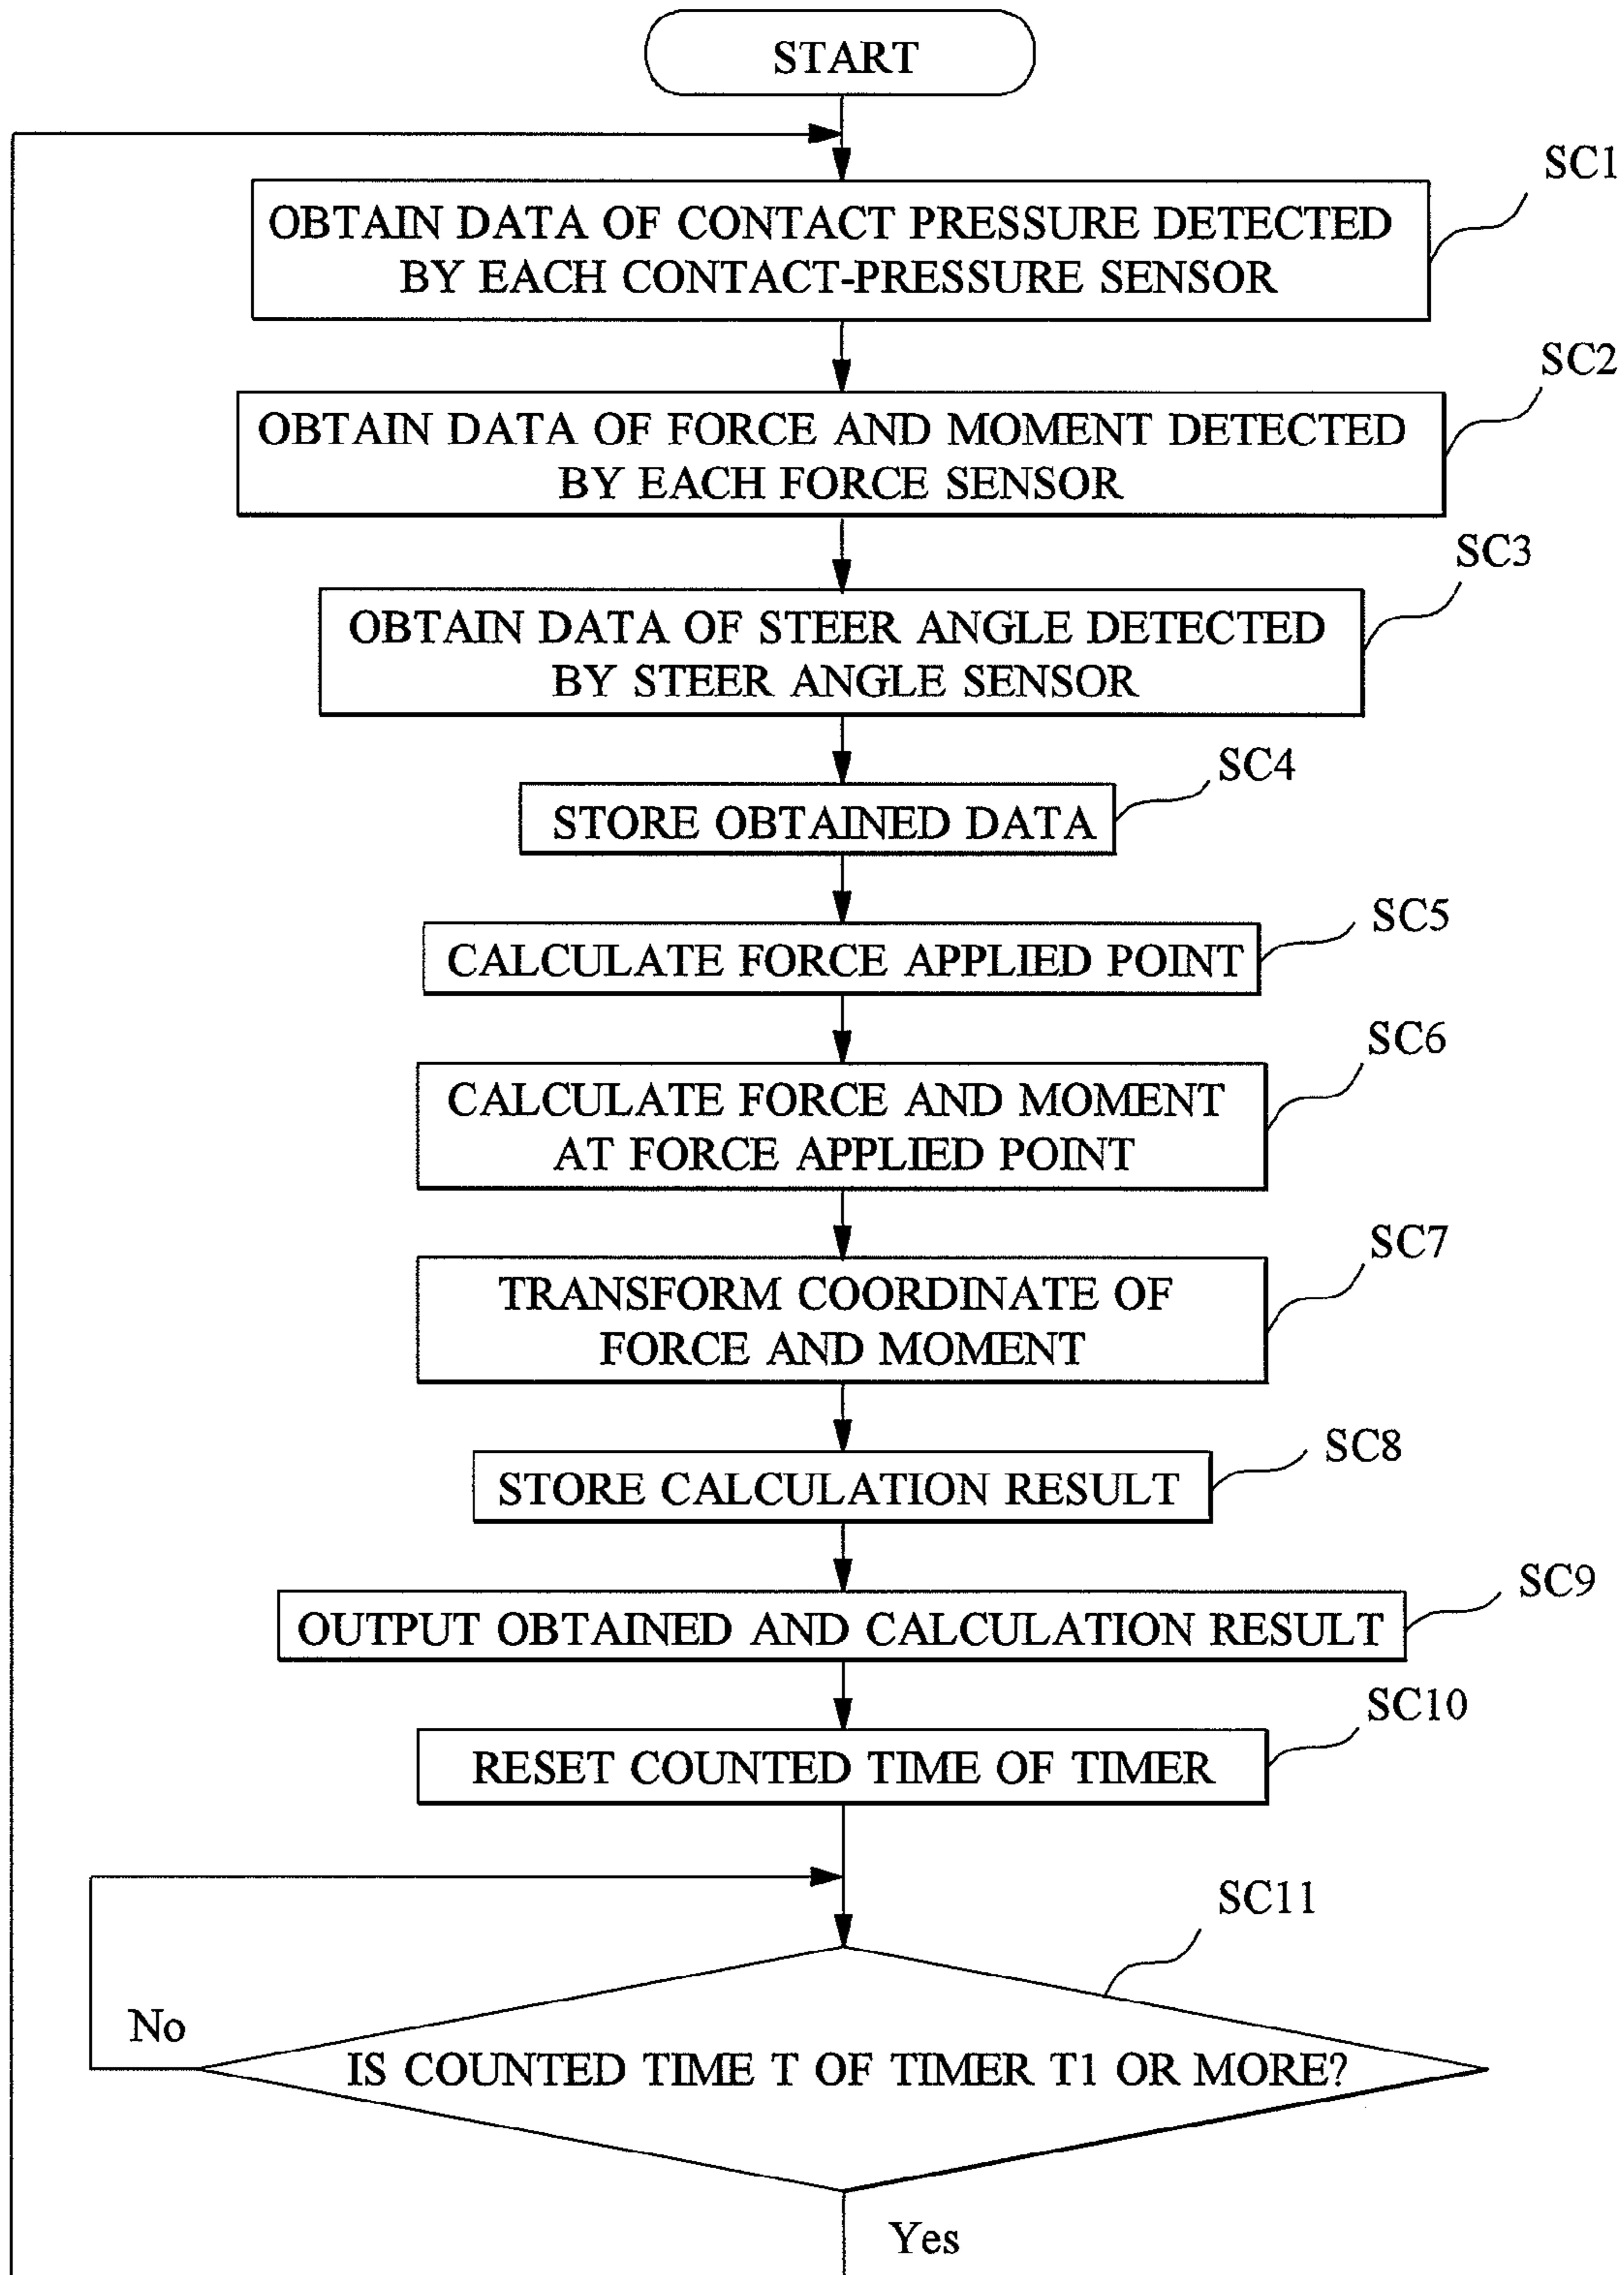 START
SC1
OBTAIN DATA OF CONTACT PRESSURE DETECTED
BY EACH CONTACT-PRESSURE SENSOR
SC2
OBTAIN DATA OF FORCE AND MOMENT DETECTED
BY EACH FORCE SENSOR
SC3
OBTAIN DATA OF STEER ANGLE DETECTED
BY STEER ANGLE SENSOR
SC4
STORE OBTAINED DATA
SC5
CALCULATE FORCE APPLIED POINT
SC6
CALCULATE FORCE AND MOMENT
AT FORCE APPLIED POINT
SC7
TRANSFORM COORDINATE OF
FORCE AND MOMENT
SC8
STORE CALCULATION RESULT
SC9
OUTPUT OBTAINED AND CALCULATION RESULT
SC10
RESET COUNTED TIME OF TIMER
SC11
No
IS COUNTED TIME T OF TIMER T1 OR MORE?
Yes